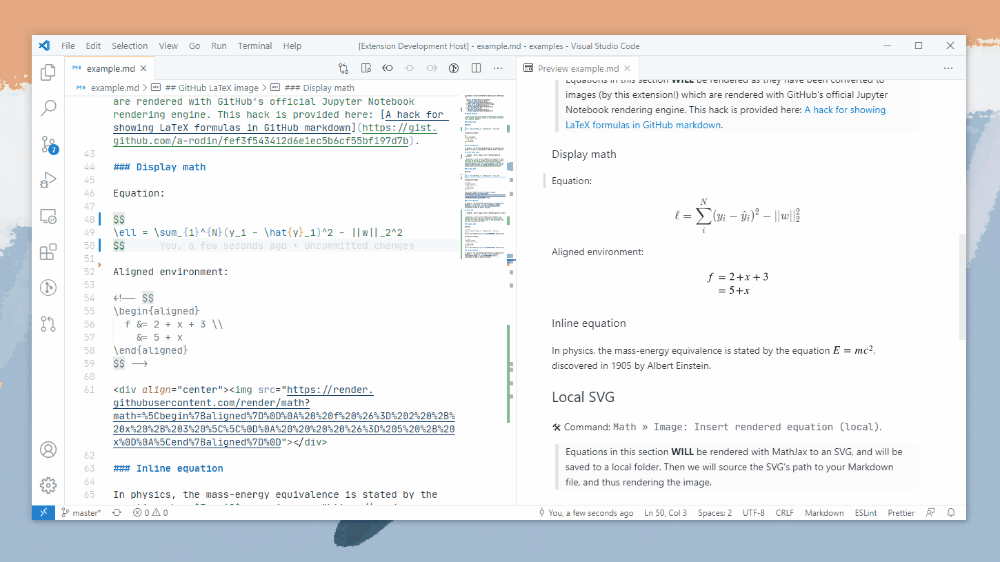 File Edit Selection View Go Run Terminal Help [Extension Development Host] - example.md - examples - Visual Studio Code
example.md
example.md > ## GitHub LaTeX image > ### Display math
are rendered with GitHub's official Jupyter Notebook
rendering engine. This hack is provided here: [A hack for
showing LaTeX formulas in GitHub markdown](https://gist.
github.com/a-rodin/fef3f543412d6e1ec5b6cf55bf197d7b).
43
44 ### Display math
45
46 Equation:
47
48 $$
49 \ell = \sum_{i}^{N}(y_i - \hat{y}_i)^2 - ||w||_2^2
50 $$ You, a few seconds ago • Uncommitted changes
51
52 Aligned environment:
53
54 <!-- $$
55 \begin{aligned}
56 f &= 2 + x + 3 \\
57 &= 5 + x
58 \end{aligned}
59 $$ -->
60
61 <div align="center"><img src="https://render.
githubusercontent.com/render/math?
math=%5Cbegin%7Baligned%7D%0D%0A%20%20f%20%26%3D%202%20%2B%
20x%20%2B%203%20%5C%5C%0D%0A%20%20%20%20%26%3D%205%20%2B%20
x%0D%0A%5Cend%7Baligned%7D%0D"></div>
62
63 ### Inline equation
64
65 In physics, the mass-energy equivalence is stated by the
Preview example.md
Equations in this section WILL be rendered as they have been converted to
images (by this extension!) which are rendered with GitHub's official Jupyter
Notebook rendering engine. This hack is provided here: A hack for showing
LaTeX formulas in GitHub markdown.
Display math
Equation:
ℓ = ∑_i^N (y_i − ŷ_i)² − ||w||₂²
Aligned environment:
f = 2+x + 3
= 5+x
Inline equation
In physics, the mass-energy equivalence is stated by the equation E = mc²,
discovered in 1905 by Albert Einstein.
Local SVG
🛠 Command: Math » Image: Insert rendered equation (local).
Equations in this section WILL be rendered with MathJax to an SVG, and will be
saved to a local folder. Then we will source the SVG's path to your Markdown
file, and thus rendering the image.
master* 0 0 You, a few seconds ago Ln 50, Col 3 Spaces: 2 UTF-8 CRLF Markdown ESLint Prettier